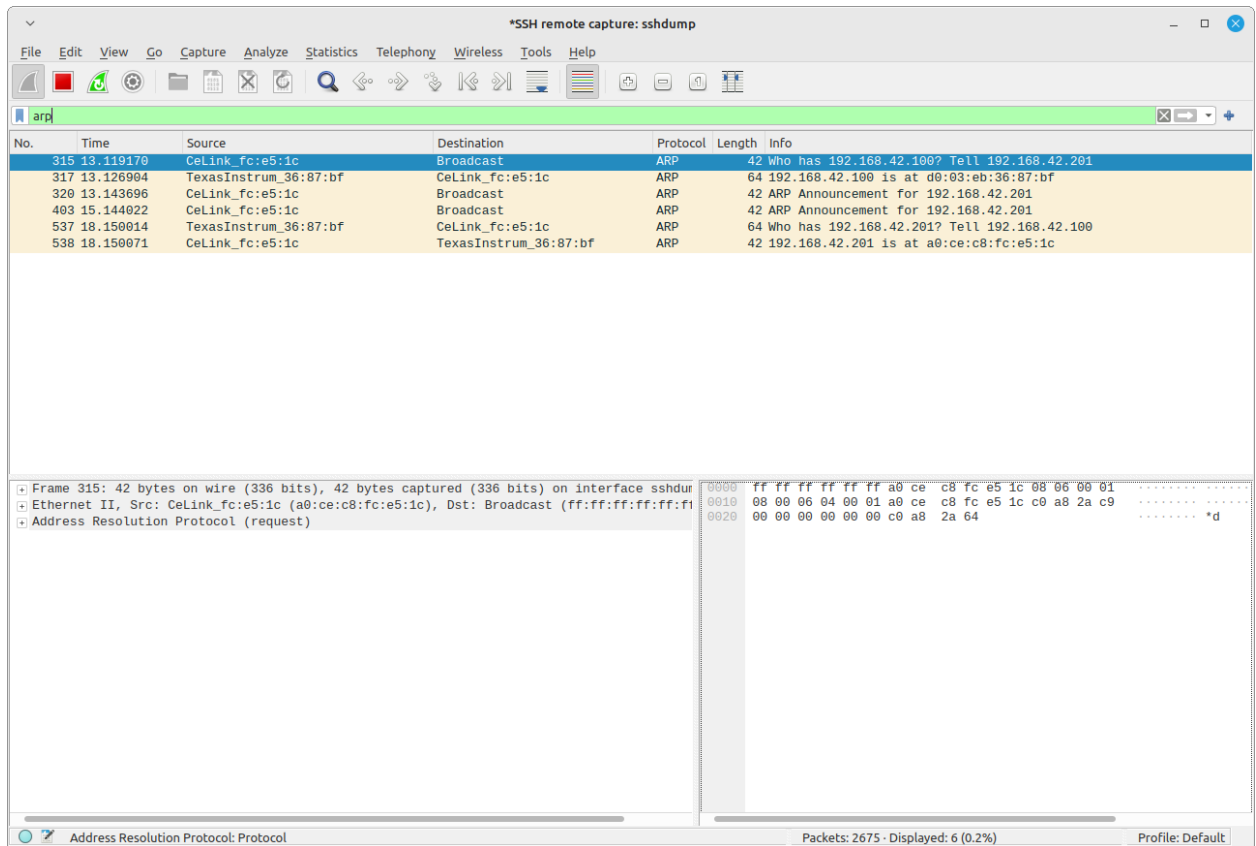 *SSH remote capture: sshdump
File Edit View Go Capture Analyze Statistics Telephony Wireless Tools Help
arp
No. Time Source Destination Protocol Length Info
315 13.119170 CeLink_fc:e5:1c Broadcast ARP 42 Who has 192.168.42.100? Tell 192.168.42.201
317 13.126904 TexasInstrum_36:87:bf CeLink_fc:e5:1c ARP 64 192.168.42.100 is at d0:03:eb:36:87:bf
320 13.143696 CeLink_fc:e5:1c Broadcast ARP 42 ARP Announcement for 192.168.42.201
403 15.144022 CeLink_fc:e5:1c Broadcast ARP 42 ARP Announcement for 192.168.42.201
537 18.150014 TexasInstrum_36:87:bf CeLink_fc:e5:1c ARP 64 Who has 192.168.42.201? Tell 192.168.42.100
538 18.150071 CeLink_fc:e5:1c TexasInstrum_36:87:bf ARP 42 192.168.42.201 is at a0:ce:c8:fc:e5:1c
Frame 315: 42 bytes on wire (336 bits), 42 bytes captured (336 bits) on interface sshdum
Ethernet II, Src: CeLink_fc:e5:1c (a0:ce:c8:fc:e5:1c), Dst: Broadcast (ff:ff:ff:ff:ff:ff
Address Resolution Protocol (request)
0000 ff ff ff ff ff ff a0 ce c8 fc e5 1c 08 06 00 01 ········ ······
0010 08 00 06 04 00 01 a0 ce c8 fc e5 1c c0 a8 2a c9 ········ ······
0020 00 00 00 00 00 00 c0 a8 2a 64 ········ *d
Address Resolution Protocol: Protocol
Packets: 2675 · Displayed: 6 (0.2%)
Profile: Default